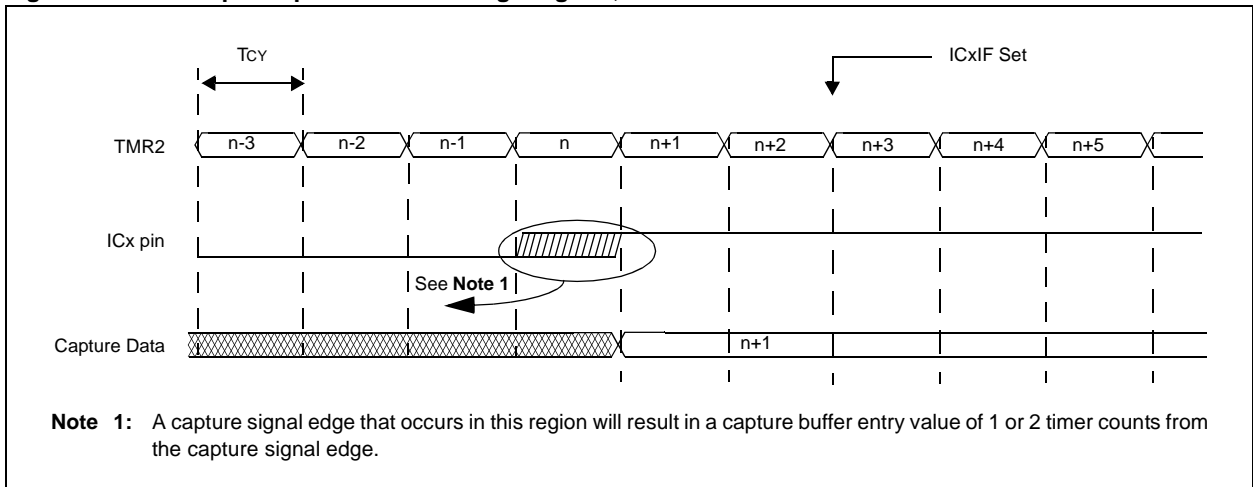 TCY
ICxIF Set
TMR2 n-3 n-2 n-1 n n+1 n+2 n+3 n+4 n+5
ICx pin
See Note 1
Capture Data n+1
Note 1: A capture signal edge that occurs in this region will result in a capture buffer entry value of 1 or 2 timer counts from
the capture signal edge.